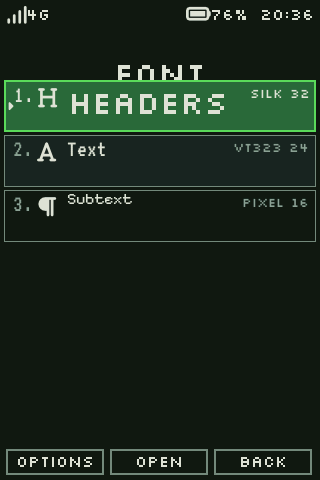 4G 76% 20:36
FONT
1. H HEADERS SILK 32
2. A Text VT323 24
3. ¶ Subtext PIXEL 16
OPTIONS OPEN BACK